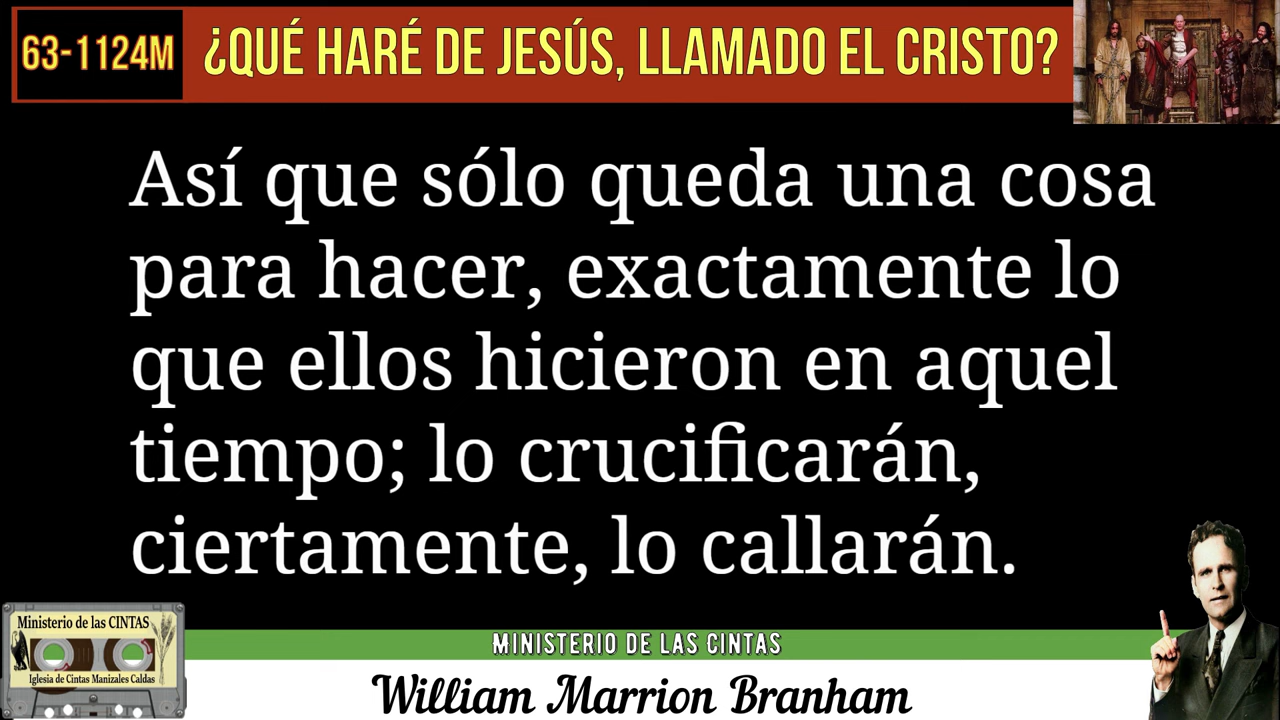 63-1124M
¿QUÉ HARÉ DE JESÚS, LLAMADO EL CRISTO?
Así que sólo queda una cosa
para hacer, exactamente lo
que ellos hicieron en aquel
tiempo; lo crucificarán,
ciertamente, lo callarán.
Ministerio de las CINTAS
Iglesia de Cintas Manizales Caldas
MINISTERIO DE LAS CINTAS
William Marrion Branham